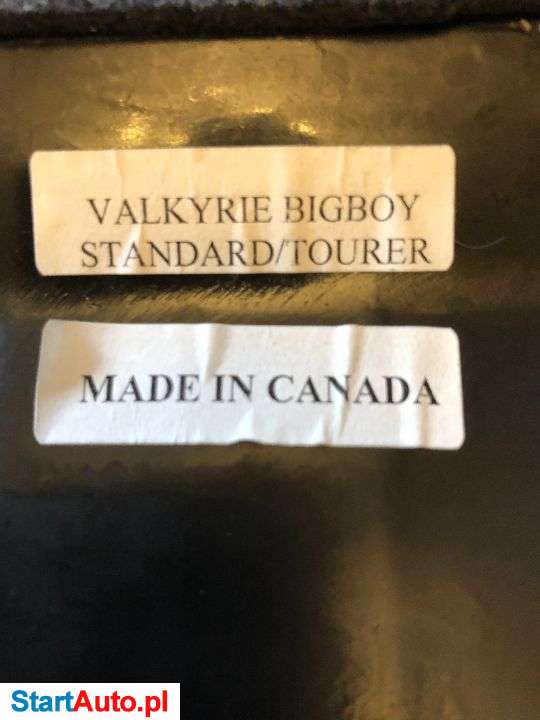 VALKYRIE BIGBOY
STANDARD/TOURER
MADE IN CANADA
StartAuto.pl